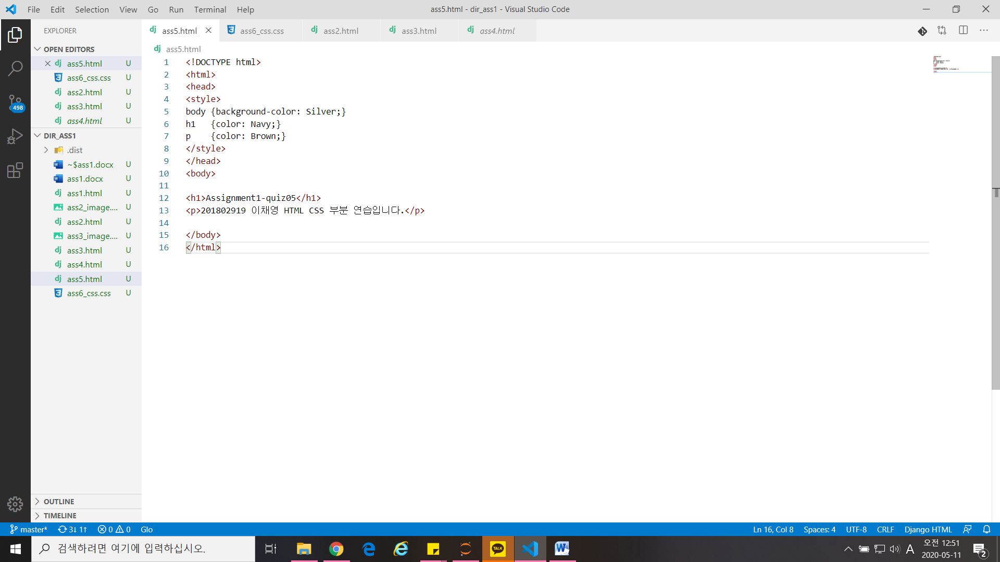 File Edit Selection View Go Run Terminal Help
ass5.html - dir_ass1 - Visual Studio Code
EXPLORER
OPEN EDITORS
ass5.html U
ass6_css.css U
ass2.html U
ass3.html U
ass4.html U
DIR_ASS1
.dist
~$ass1.docx U
ass1.docx U
ass1.html U
ass2_image.... U
ass2.html U
ass3_image.... U
ass3.html U
ass4.html U
ass5.html U
ass6_css.css U
OUTLINE
TIMELINE
498
ass5.html ass6_css.css ass2.html ass3.html ass4.html
ass5.html
1 <!DOCTYPE html>
2 <html>
3 <head>
4 <style>
5 body {background-color: Silver;}
6 h1   {color: Navy;}
7 p    {color: Brown;}
8 </style>
9 </head>
10 <body>
11
12 <h1>Assignment1-quiz05</h1>
13 <p>201802919 이채영 HTML CSS 부분 연습입니다.</p>
14
15 </body>
16 </html>
master* 3↓ 1↑ 0 0 Glo
Ln 16, Col 8 Spaces: 4 UTF-8 CRLF Django HTML
검색하려면 여기에 입력하십시오.
TALK
A
오전 12:51
2020-05-11
2